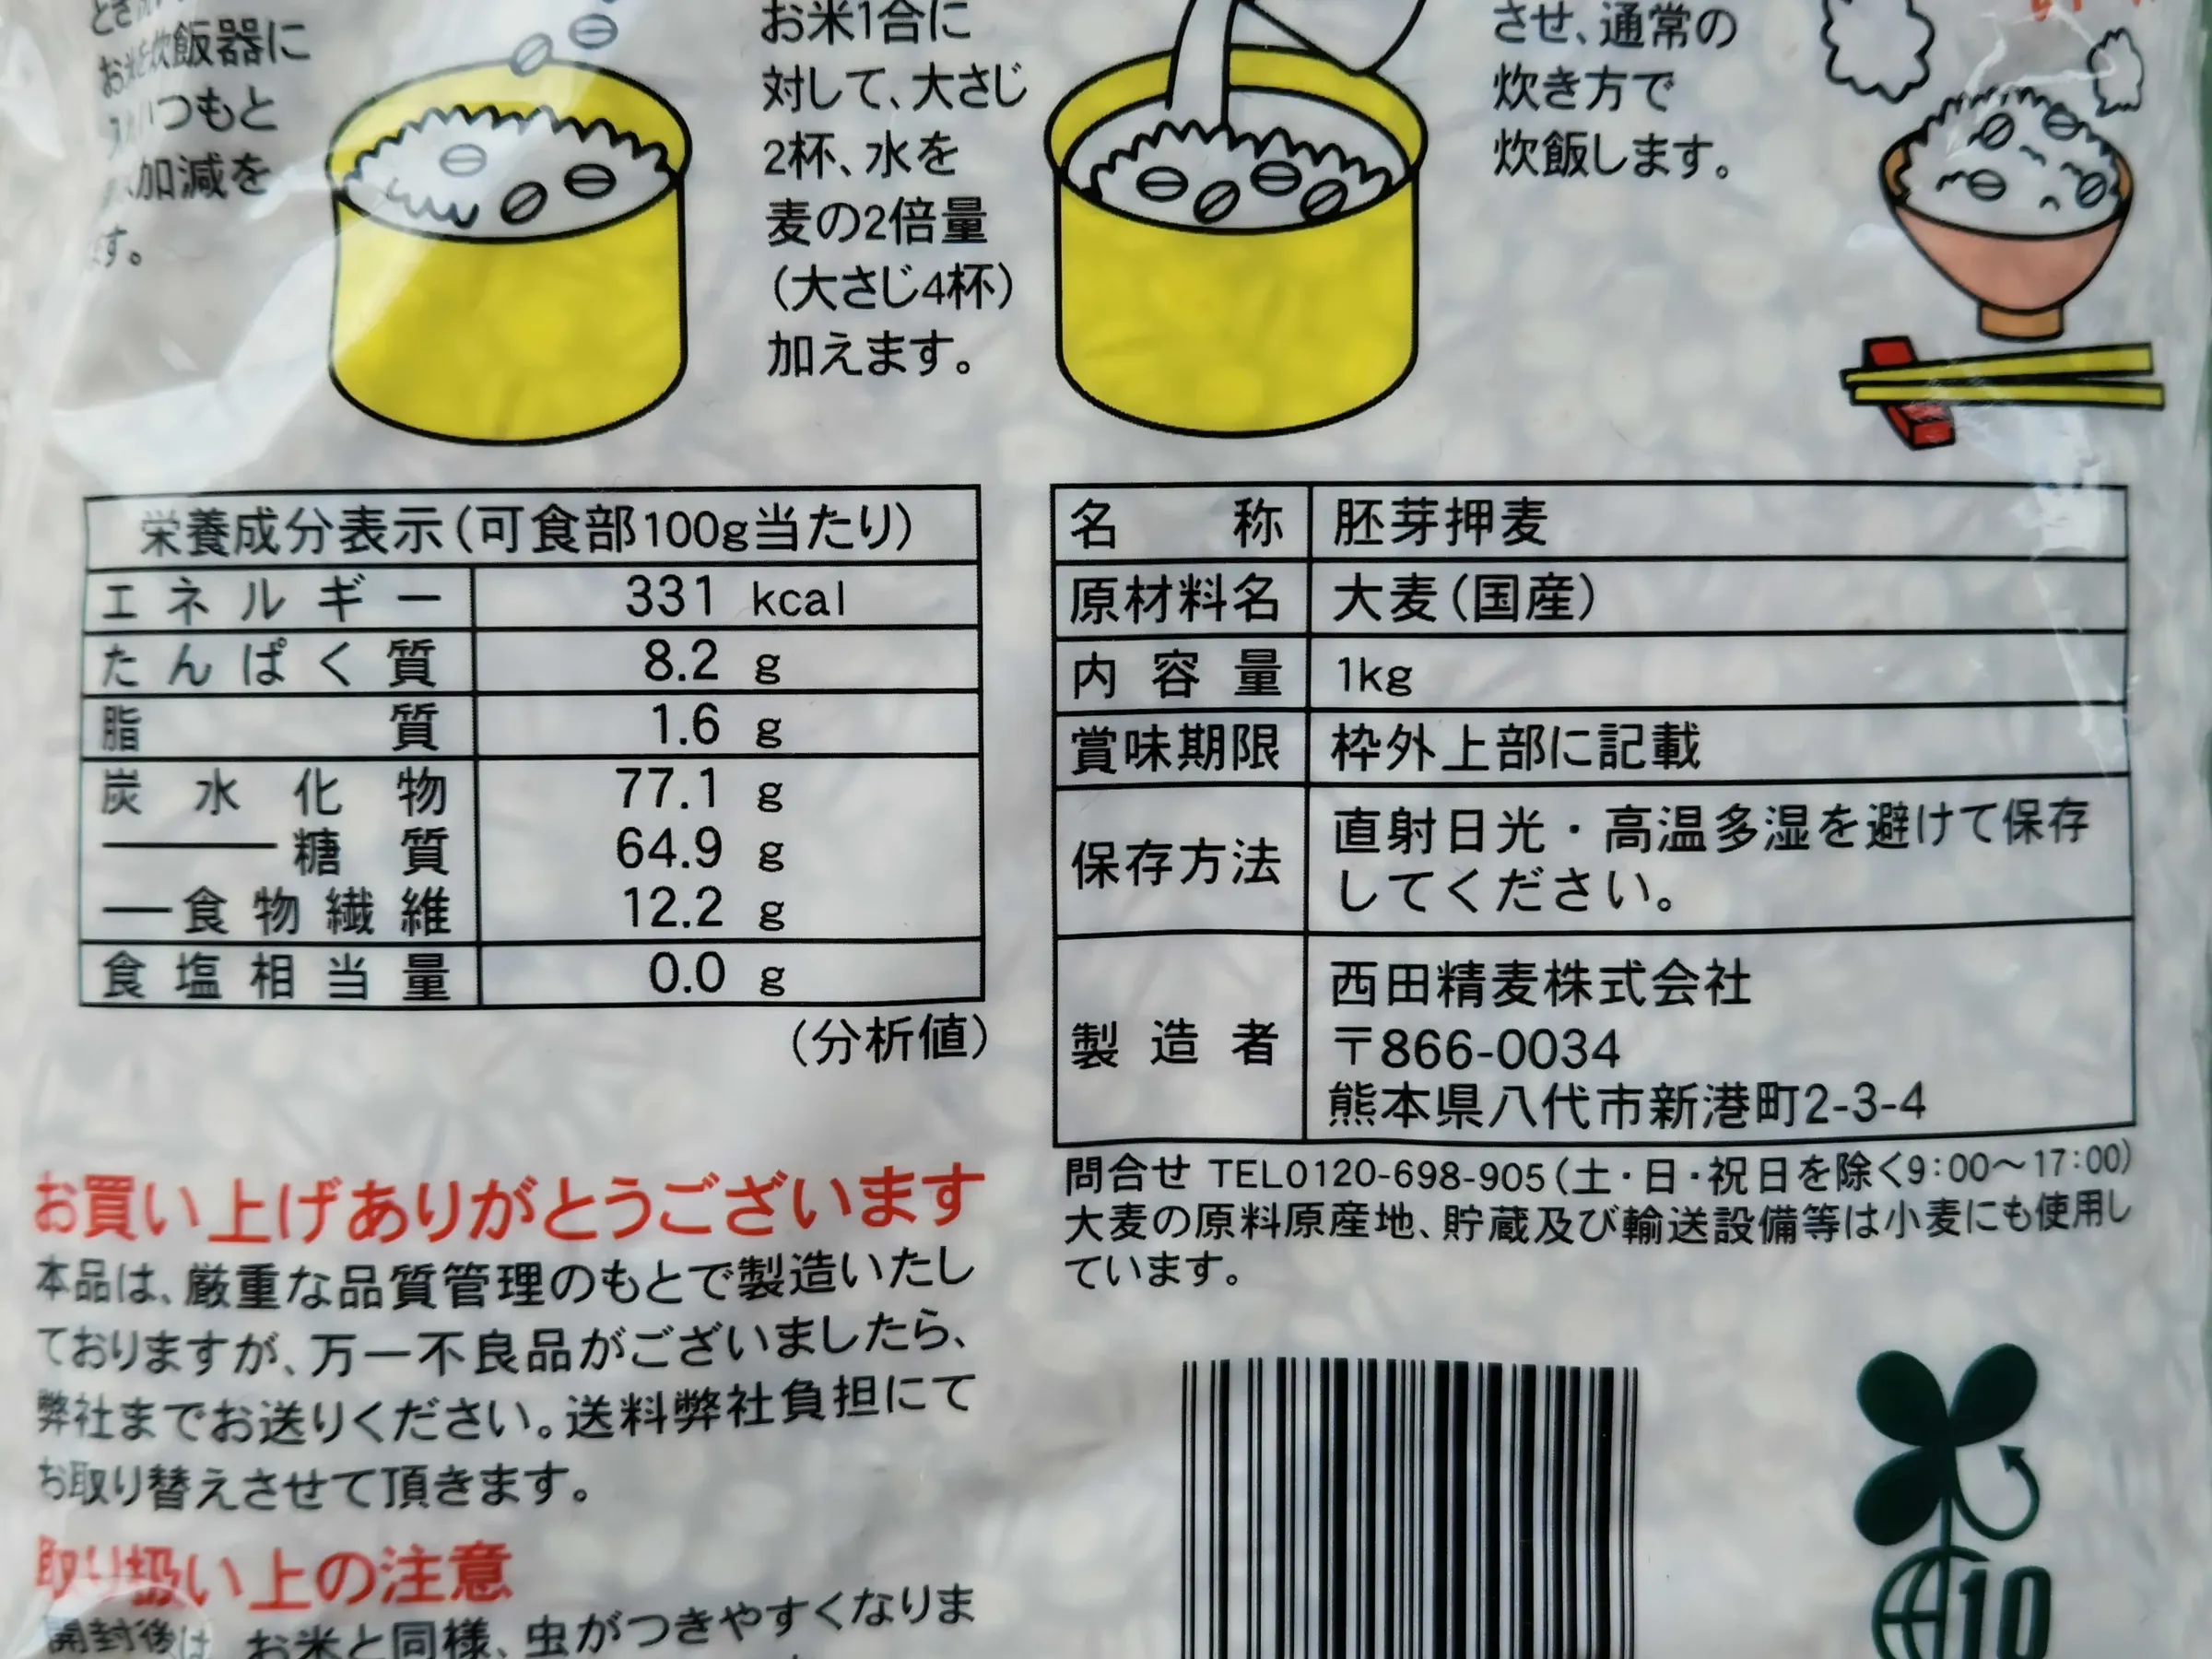 お米を炊飯器に
いつもと
加減を
す。
お米1合に
対して、大さじ
2杯、水を
麦の2倍量
(大さじ4杯)
加えます。
させ、通常の
炊き方で
炊飯します。
栄養成分表示(可食部100g当たり)
エネルギー 331 kcal
たんぱく質 8.2 g
脂質 1.6 g
炭水化物 77.1 g
糖質 64.9 g
食物繊維 12.2 g
食塩相当量 0.0 g
(分析値)
名称 胚芽押麦
原材料名 大麦(国産)
内容量 1kg
賞味期限 枠外上部に記載
保存方法 直射日光・高温多湿を避けて保存
してください。
製造者 西田精麦株式会社
〒866-0034
熊本県八代市新港町2-3-4
問合せ TEL0120-698-905(土・日・祝日を除く9:00〜17:00)
大麦の原料原産地、貯蔵及び輸送設備等は小麦にも使用し
ています。
お買い上げありがとうございます
本品は、厳重な品質管理のもとで製造いたし
ておりますが、万一不良品がございましたら、
弊社までお送りください。送料弊社負担にて
お取り替えさせて頂きます。
取り扱い上の注意
開封後は、お米と同様、虫がつきやすくなりま
10